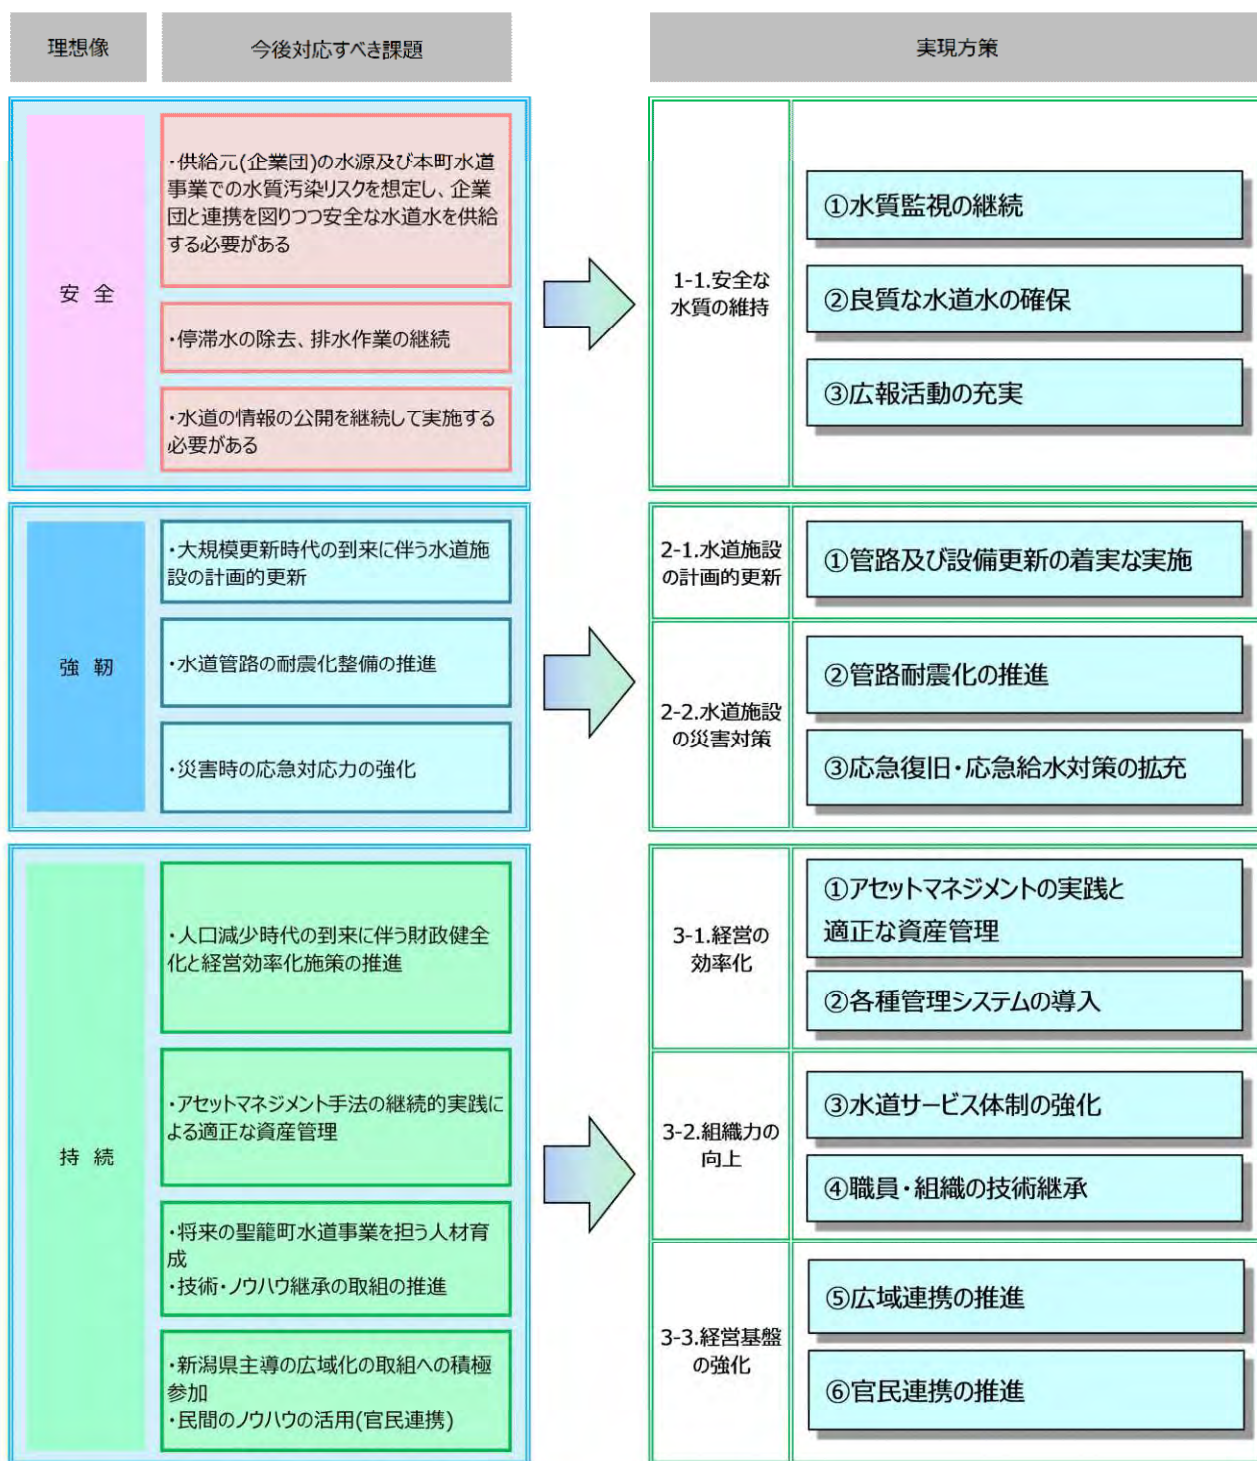 理想像
今後対応すべき課題
実現方策
安 全
・供給元(企業団)の水源及び本町水道
事業での水質汚染リスクを想定し、企業
団と連携を図りつつ安全な水道水を供給
する必要がある
・停滞水の除去、排水作業の継続
・水道の情報の公開を継続して実施する
必要がある
1-1.安全な
水質の維持
①水質監視の継続
②良質な水道水の確保
③広報活動の充実
強 靭
・大規模更新時代の到来に伴う水道施
設の計画的更新
・水道管路の耐震化整備の推進
・災害時の応急対応力の強化
2-1.水道施設
の計画的更新
①管路及び設備更新の着実な実施
2-2.水道施設
の災害対策
②管路耐震化の推進
③応急復旧・応急給水対策の拡充
持 続
・人口減少時代の到来に伴う財政健全
化と経営効率化施策の推進
・アセットマネジメント手法の継続的実践に
よる適正な資産管理
・将来の聖籠町水道事業を担う人材育
成
・技術・ノウハウ継承の取組の推進
・新潟県主導の広域化の取組への積極
参加
・民間のノウハウの活用(官民連携)
3-1.経営の
効率化
①アセットマネジメントの実践と
適正な資産管理
②各種管理システムの導入
3-2.組織力の
向上
③水道サービス体制の強化
④職員・組織の技術継承
3-3.経営基盤
の強化
⑤広域連携の推進
⑥官民連携の推進